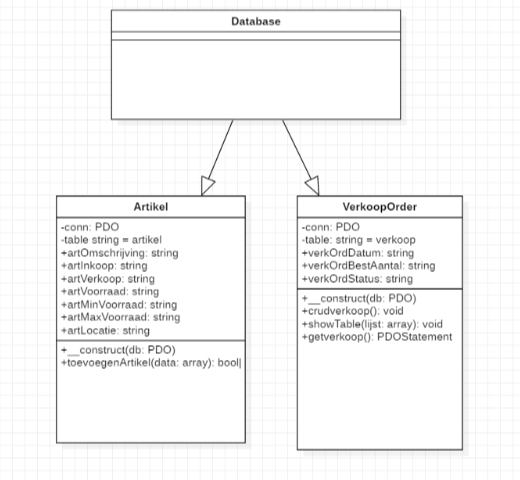 Database
Artikel
-conn: PDO
-table string = artikel
+artOmschrijving: string
+artInkoop: string
+artVerkoop: string
+artVoorraad: string
+artMinVoorraad: string
+artMaxVoorraad: string
+artLocatie: string
+__construct(db: PDO)
+toevoegenArtikel(data: array): bool|
VerkoopOrder
-conn: PDO
-table: string = verkoop
+verkOrdDatum: string
+verkOrdBestAantal: string
+verkOrdStatus: string
+__construct(db: PDO)
+crudverkoop(): void
+showTable(lijst: array): void
+getverkoop(): PDOStatement